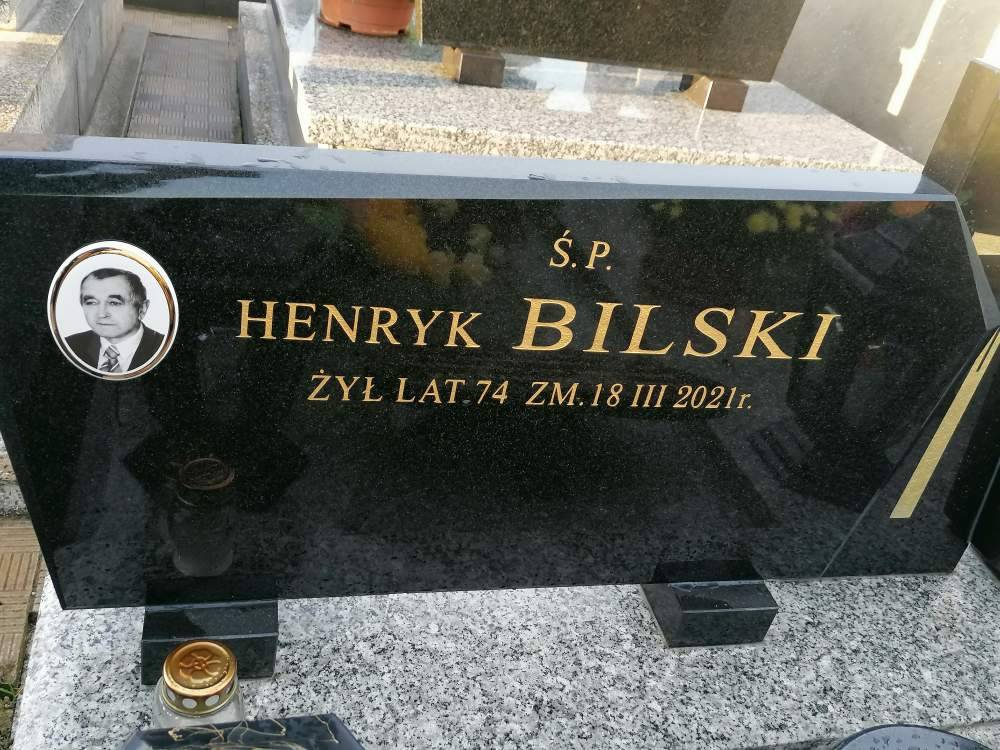 Ś.P.
HENRYK BILSKI
ŻYŁ LAT 74 ZM.18 III 2021r.